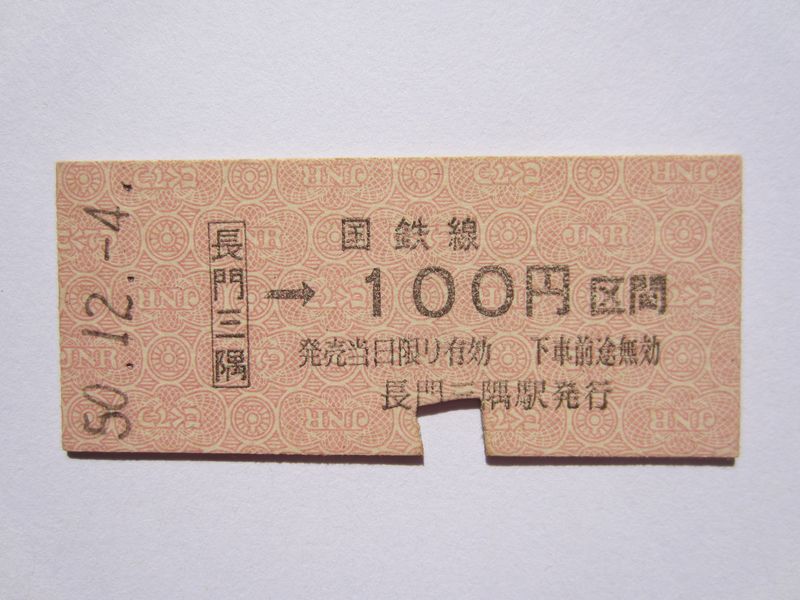 50.12.-4.
長門三隅
国鉄線
→ 100円区間
発売当日限り有効 下車前途無効
長門三隅駅発行
JNR